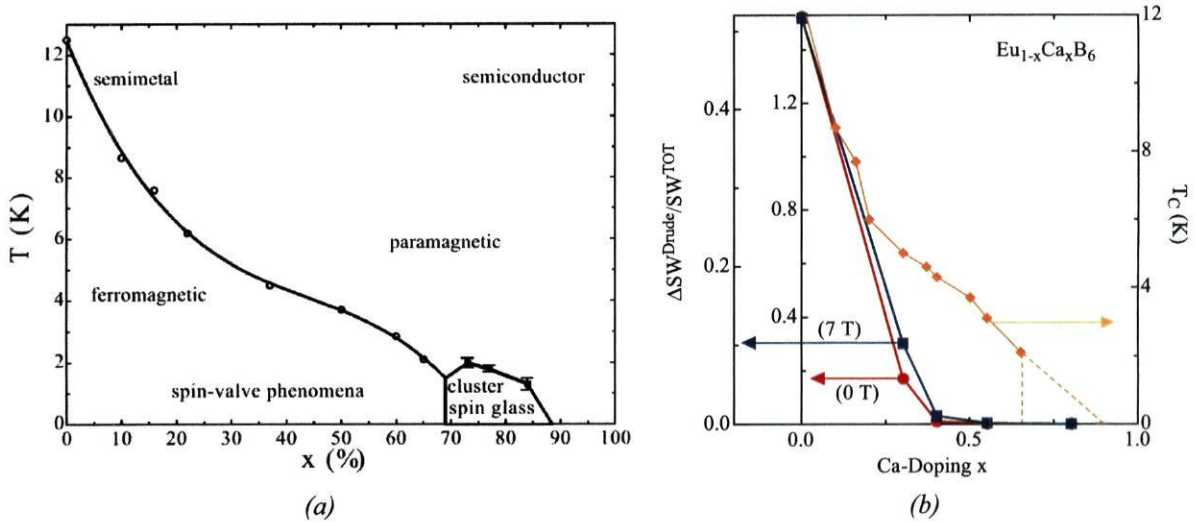 12
10
8
6
4
2
0
T (K)
semimetal
semiconductor
paramagnetic
ferromagnetic
spin-valve phenomena
cluster
spin glass
0 10 20 30 40 50 60 70 80 90 100
x (%)
(a)
0.4
0.2
0.0
ΔSW^Drude/SW^TOT
1.2
0.8
0.4
Eu₁₋ₓCaₓB₆
(7 T)
(0 T)
12
8
4
0
T_C (K)
0.0 0.5 1.0
Ca-Doping x
(b)